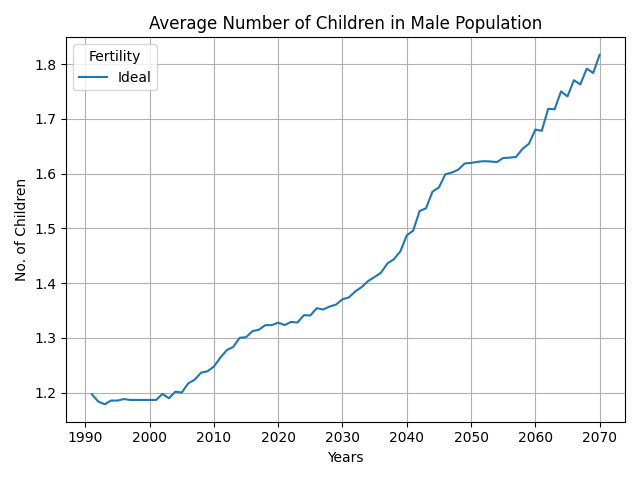 Average Number of Children in Male Population
Fertility
Ideal
No. of Children
1.8
1.7
1.6
1.5
1.4
1.3
1.2
1990 2000 2010 2020 2030 2040 2050 2060 2070
Years